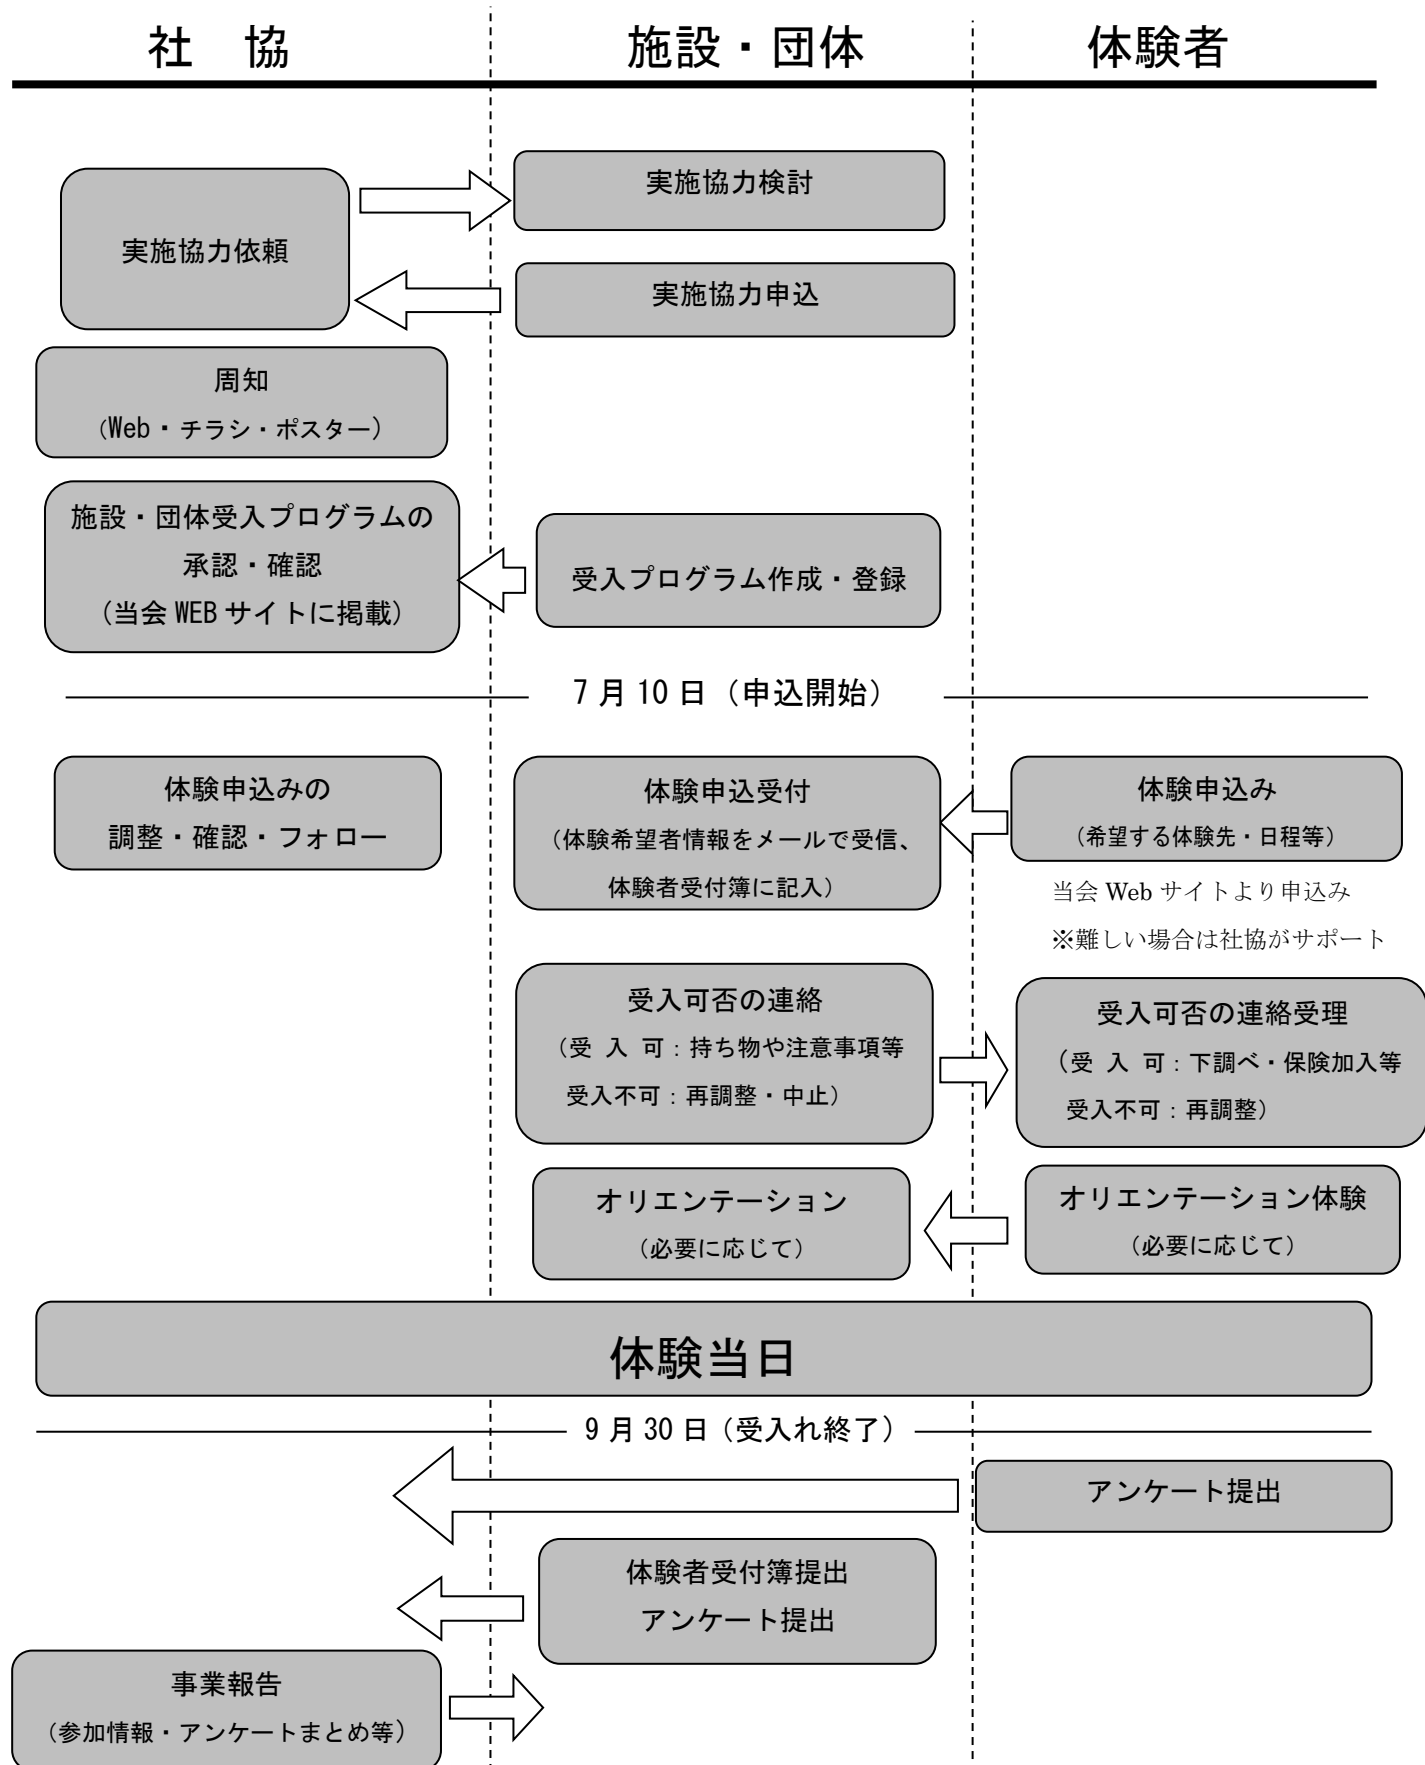 社　協
施設・団体
体験者
実施協力依頼
実施協力検討
実施協力申込
周知
（Web・チラシ・ポスター）
施設・団体受入プログラムの
承認・確認
（当会 WEB サイトに掲載）
受入プログラム作成・登録
7 月 10 日（申込開始）
体験申込みの
調整・確認・フォロー
体験申込受付
（体験希望者情報をメールで受信、
体験者受付簿に記入）
体験申込み
（希望する体験先・日程等）
当会 Web サイトより申込み
※難しい場合は社協がサポート
受入可否の連絡
（受 入 可：持ち物や注意事項等
受入不可：再調整・中止）
受入可否の連絡受理
（受 入 可：下調べ・保険加入等
受入不可：再調整）
オリエンテーション
（必要に応じて）
オリエンテーション体験
（必要に応じて）
体験当日
9 月 30 日（受入れ終了）
アンケート提出
体験者受付簿提出
アンケート提出
事業報告
（参加情報・アンケートまとめ等）